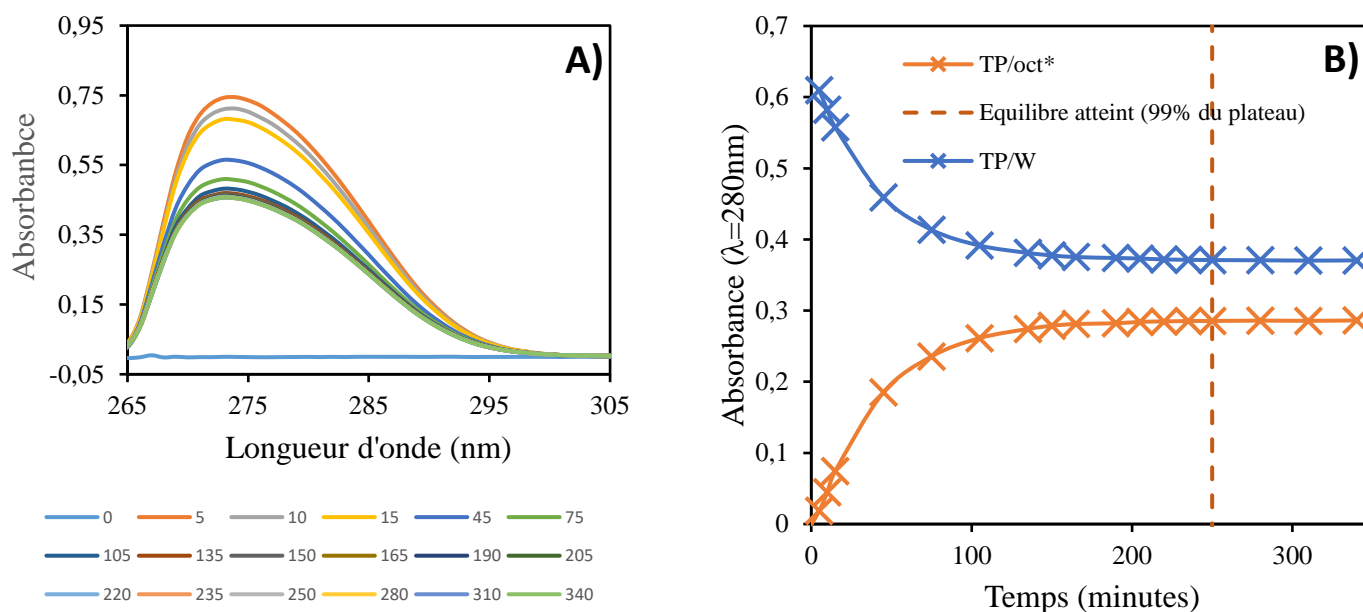 A)
0,95
0,75
0,55
0,35
0,15
-0,05
Absorbanbce
265 275 285 295 305
Longueur d'onde (nm)
0 5 10 15 45 75
105 135 150 165 190 205
220 235 250 280 310 340
B)
0,7
0,6
0,5
0,4
0,3
0,2
0,1
0
Absorbance (λ=280nm)
TP/oct*
Equilibre atteint (99% du plateau)
TP/W
0 100 200 300
Temps (minutes)